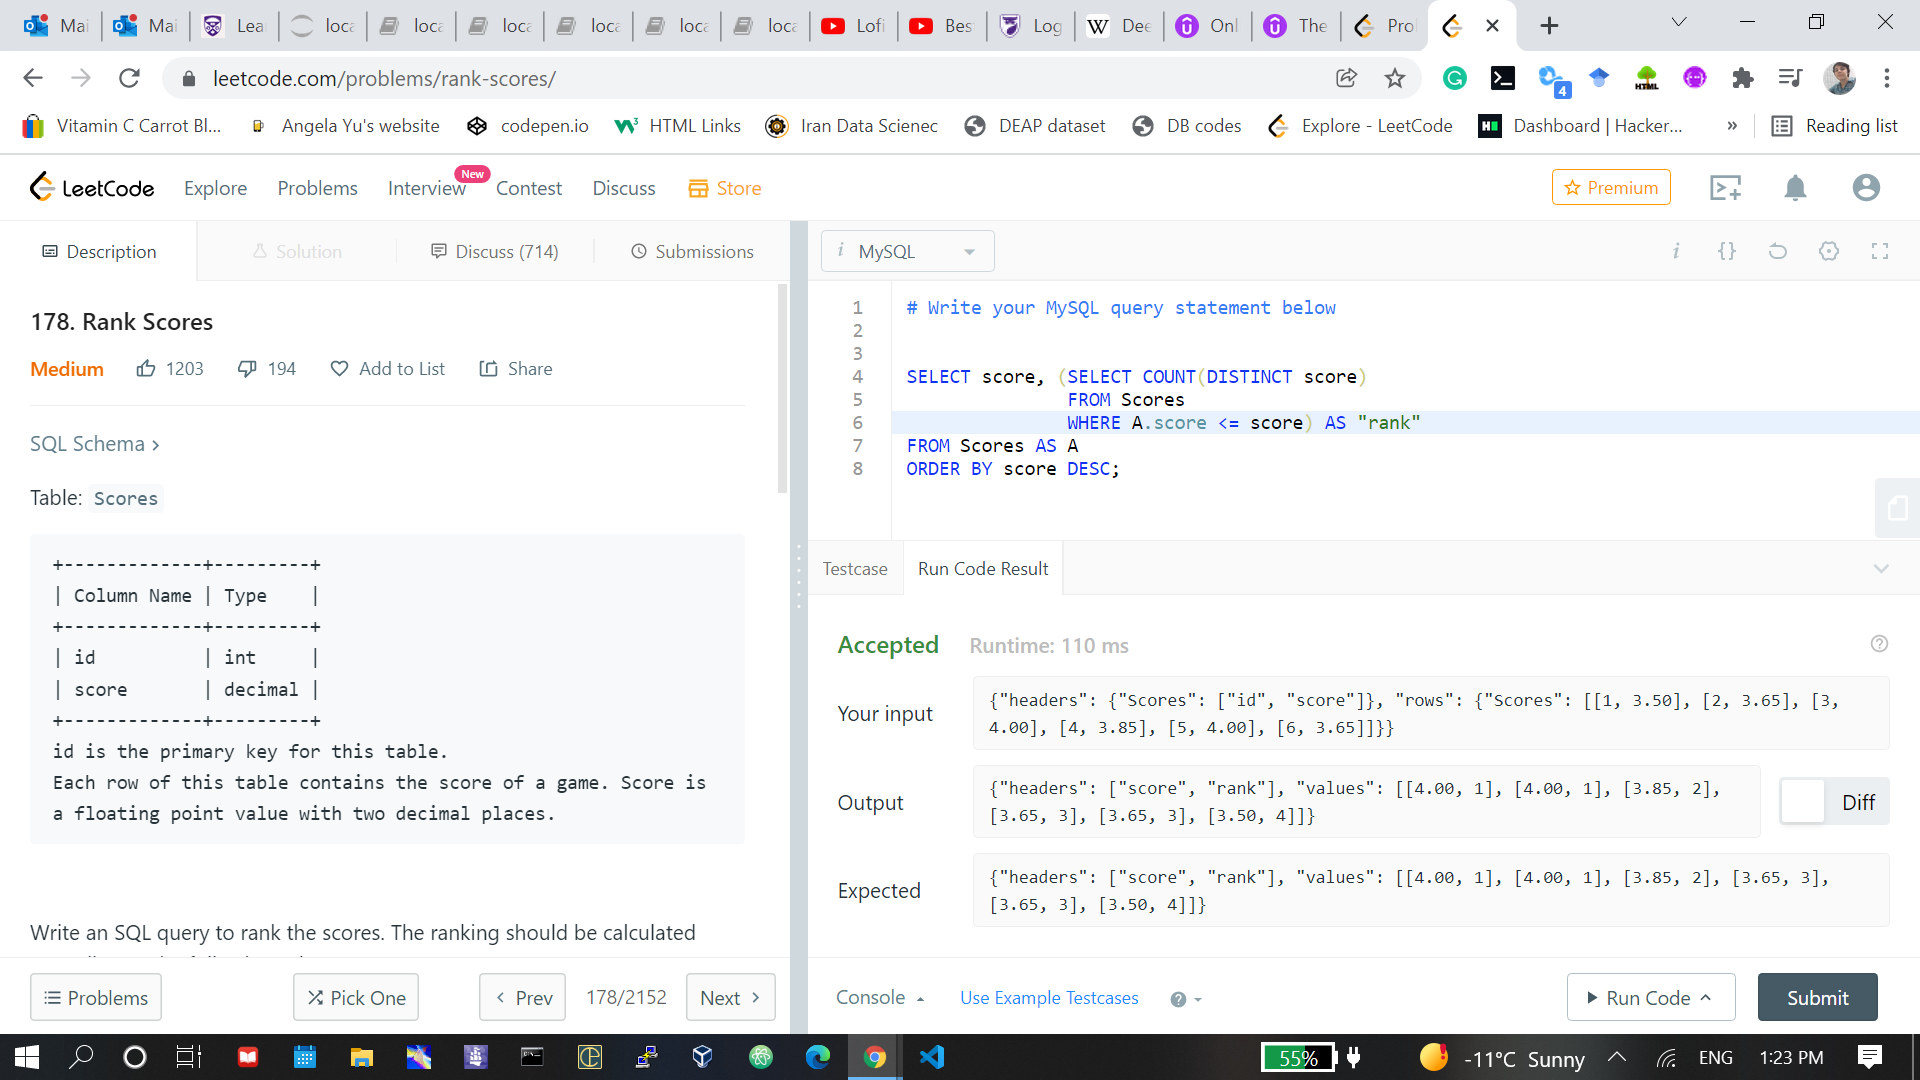 Mai
Mai
Lea
loca
loca
loca
loca
loca
loca
Lofi
Bes
Log
Dee
Onl
The
Pro
leetcode.com/problems/rank-scores/
4
HTML
Vitamin C Carrot Bl...
Angela Yu's website
codepen.io
HTML Links
Iran Data Scienec
DEAP dataset
DB codes
Explore - LeetCode
Dashboard | Hacker...
»
Reading list
LeetCode
Explore
Problems
Interview
New
Contest
Discuss
Store
Premium
Description
Solution
Discuss (714)
Submissions
i MySQL
i {}
178. Rank Scores
Medium
1203
194
Add to List
Share
SQL Schema >
Table: Scores
+-------------+---------+
| Column Name | Type    |
+-------------+---------+
| id          | int     |
| score       | decimal |
+-------------+---------+
id is the primary key for this table.
Each row of this table contains the score of a game. Score is
a floating point value with two decimal places.
Write an SQL query to rank the scores. The ranking should be calculated
Problems
Pick One
Prev
178/2152
Next
1 # Write your MySQL query statement below
2
3
4 SELECT score, (SELECT COUNT(DISTINCT score)
5 FROM Scores
6 WHERE A.score <= score) AS "rank"
7 FROM Scores AS A
8 ORDER BY score DESC;
Testcase
Run Code Result
Accepted
Runtime: 110 ms
Your input
{"headers": {"Scores": ["id", "score"]}, "rows": {"Scores": [[1, 3.50], [2, 3.65], [3,
4.00], [4, 3.85], [5, 4.00], [6, 3.65]]}}
Output
{"headers": ["score", "rank"], "values": [[4.00, 1], [4.00, 1], [3.85, 2],
[3.65, 3], [3.65, 3], [3.50, 4]]}
Diff
Expected
{"headers": ["score", "rank"], "values": [[4.00, 1], [4.00, 1], [3.85, 2], [3.65, 3],
[3.65, 3], [3.50, 4]]}
Console
Use Example Testcases
Run Code
Submit
55%
-11°C Sunny
ENG
1:23 PM